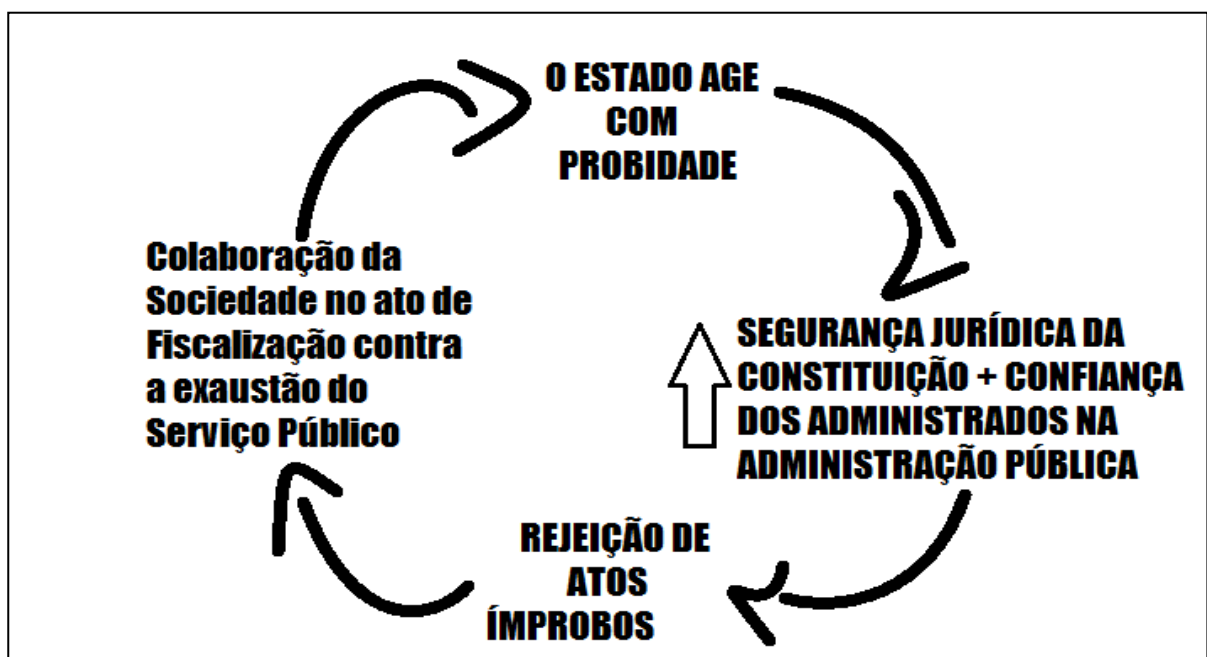 O ESTADO AGE
COM
PROBIDADE
SEGURANÇA JURÍDICA DA
CONSTITUIÇÃO + CONFIANÇA
DOS ADMINISTRADOS NA
ADMINISTRAÇÃO PÚBLICA
REJEIÇÃO DE
ATOS
ÍMPROBOS
Colaboração da
Sociedade no ato de
Fiscalização contra
a exaustão do
Serviço Público